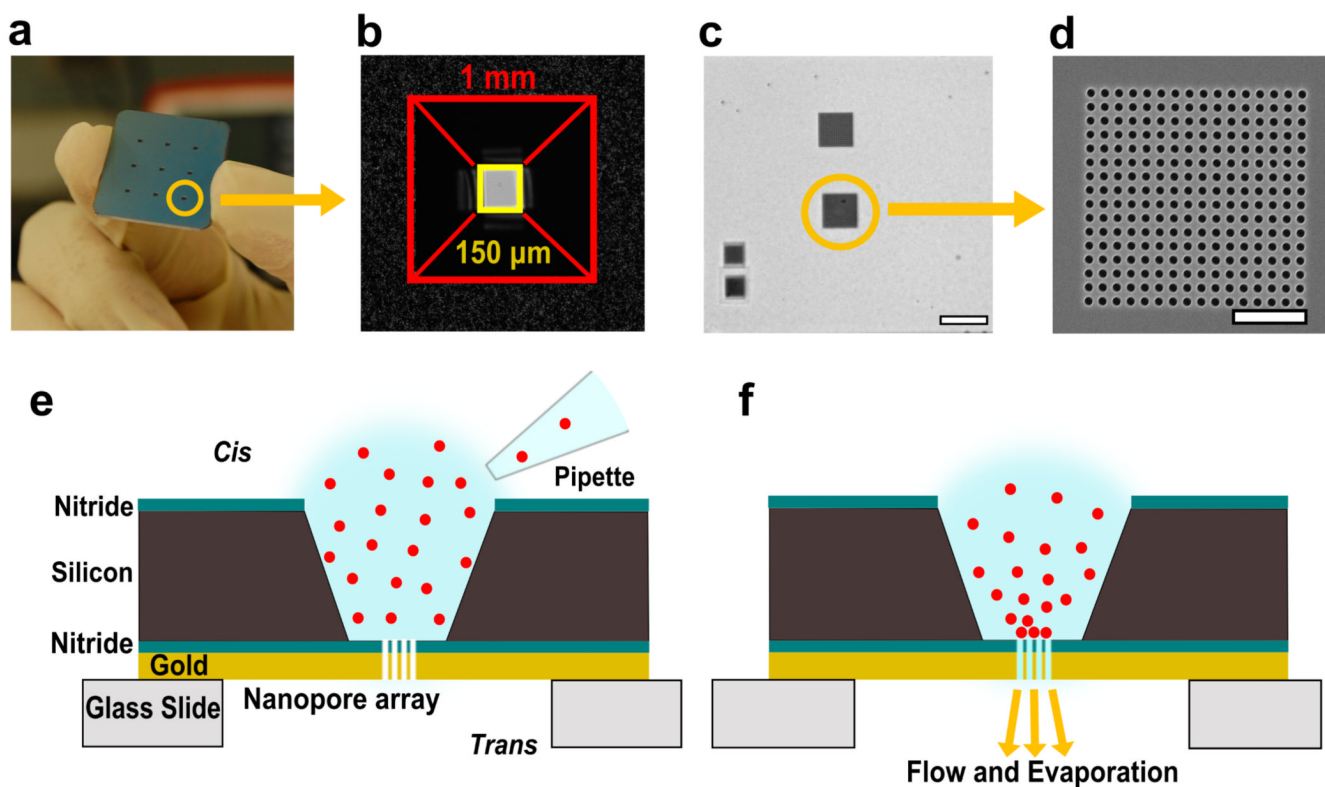 a
b
c
d
1 mm
150 µm
e
f
Cis
Pipette
Nitride
Silicon
Nitride
Gold
Glass Slide
Nanopore array
Trans
Flow and Evaporation